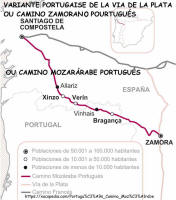 VARIANTE PORTUGAISE DE LA VIA DE LA PLATA
OU CAMINO ZAMORANO POURTUGUÉS
SANTIAGO DE
COMPOSTELA
OU CAMINO MOZARÁRABE PORTUGUÉS
Allariz
ESPAÑA
Xinzo
Verín
Vinhais
Bragança
PORTUGAL
ZAMORA
Poblaciones de 50.001 a 100.000 habitantes
Poblaciones de 10.001 a 50.000 habitantes
Poblaciones de menos de 10.000 habitantes
Camino Mozárabe Portugués
Vía de la Plata
Camino Francés